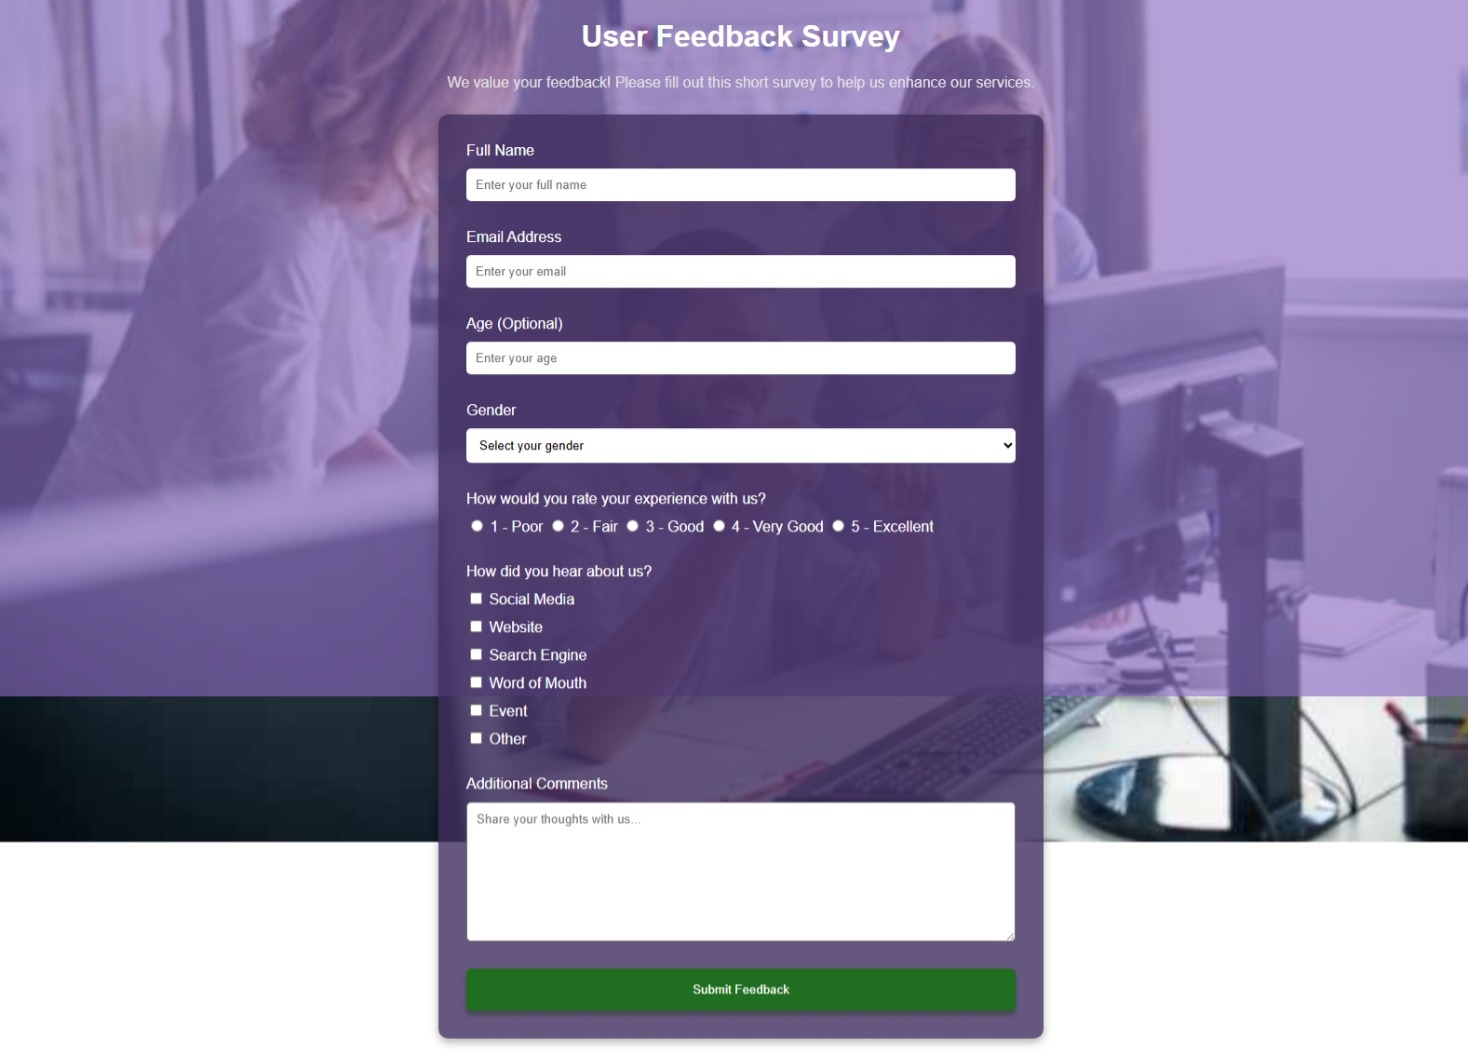 User Feedback Survey
We value your feedback! Please fill out this short survey to help us enhance our services.
Full Name
Enter your full name
Email Address
Enter your email
Age (Optional)
Enter your age
Gender
Select your gender
How would you rate your experience with us?
1 - Poor 2 - Fair 3 - Good 4 - Very Good 5 - Excellent
How did you hear about us?
Social Media
Website
Search Engine
Word of Mouth
Event
Other
Additional Comments
Share your thoughts with us...
Submit Feedback